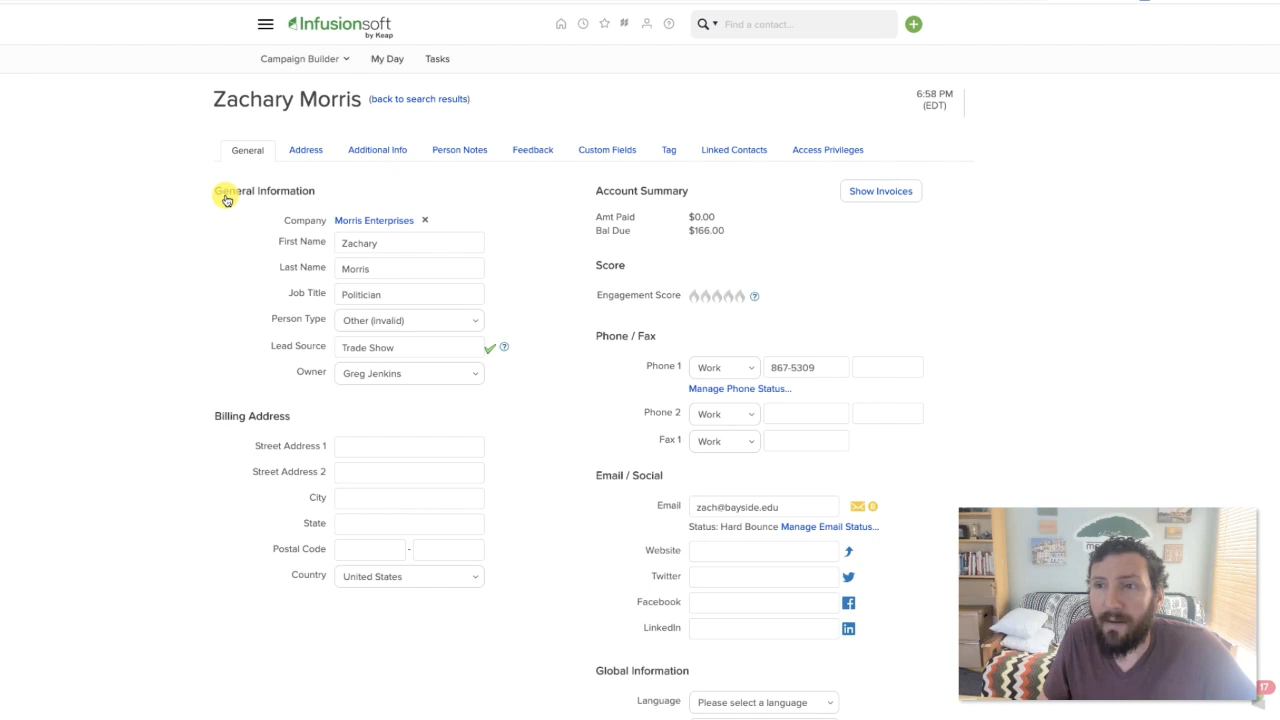 Infusionsoft
by Keap
Find a contact...
Campaign Builder My Day Tasks
Zachary Morris (back to search results)
6:58 PM
(EDT)
General Address Additional Info Person Notes Feedback Custom Fields Tag Linked Contacts Access Privileges
General Information
Company Morris Enterprises
First Name Zachary
Last Name Morris
Job Title Politician
Person Type Other (invalid)
Lead Source Trade Show
Owner Greg Jenkins
Billing Address
Street Address 1
Street Address 2
City
State
Postal Code -
Country United States
Account Summary Show Invoices
Amt Paid $0.00
Bal Due $166.00
Score
Engagement Score
Phone / Fax
Phone 1 Work 867-5309
Manage Phone Status...
Phone 2 Work
Fax 1 Work
Email / Social
Email zach@bayside.edu
Status: Hard Bounce Manage Email Status...
Website
Twitter
Facebook
LinkedIn
Global Information
Language Please select a language
17